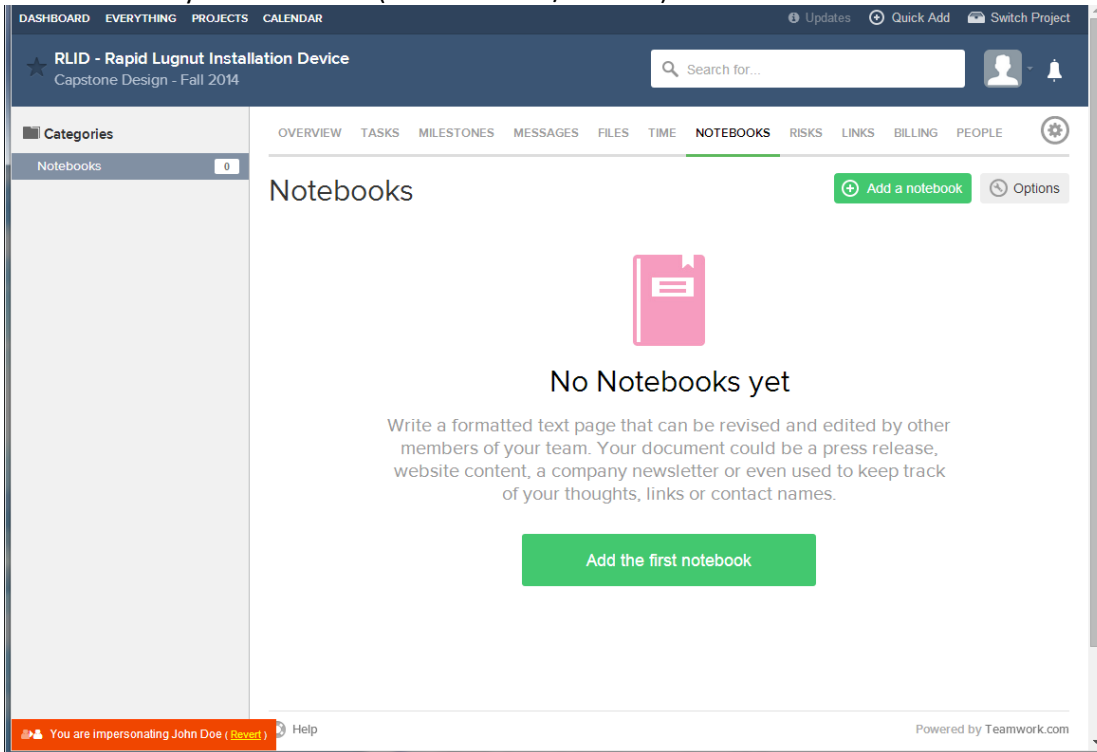 DASHBOARD EVERYTHING PROJECTS CALENDAR Updates Quick Add Switch Project
RLID - Rapid Lugnut Installation Device
Capstone Design - Fall 2014
Search for...
Categories
Notebooks 0
OVERVIEW TASKS MILESTONES MESSAGES FILES TIME NOTEBOOKS RISKS LINKS BILLING PEOPLE
Notebooks
Add a notebook Options
No Notebooks yet
Write a formatted text page that can be revised and edited by other
members of your team. Your document could be a press release,
website content, a company newsletter or even used to keep track
of your thoughts, links or contact names.
Add the first notebook
You are impersonating John Doe ( Revert )
Help Powered by Teamwork.com